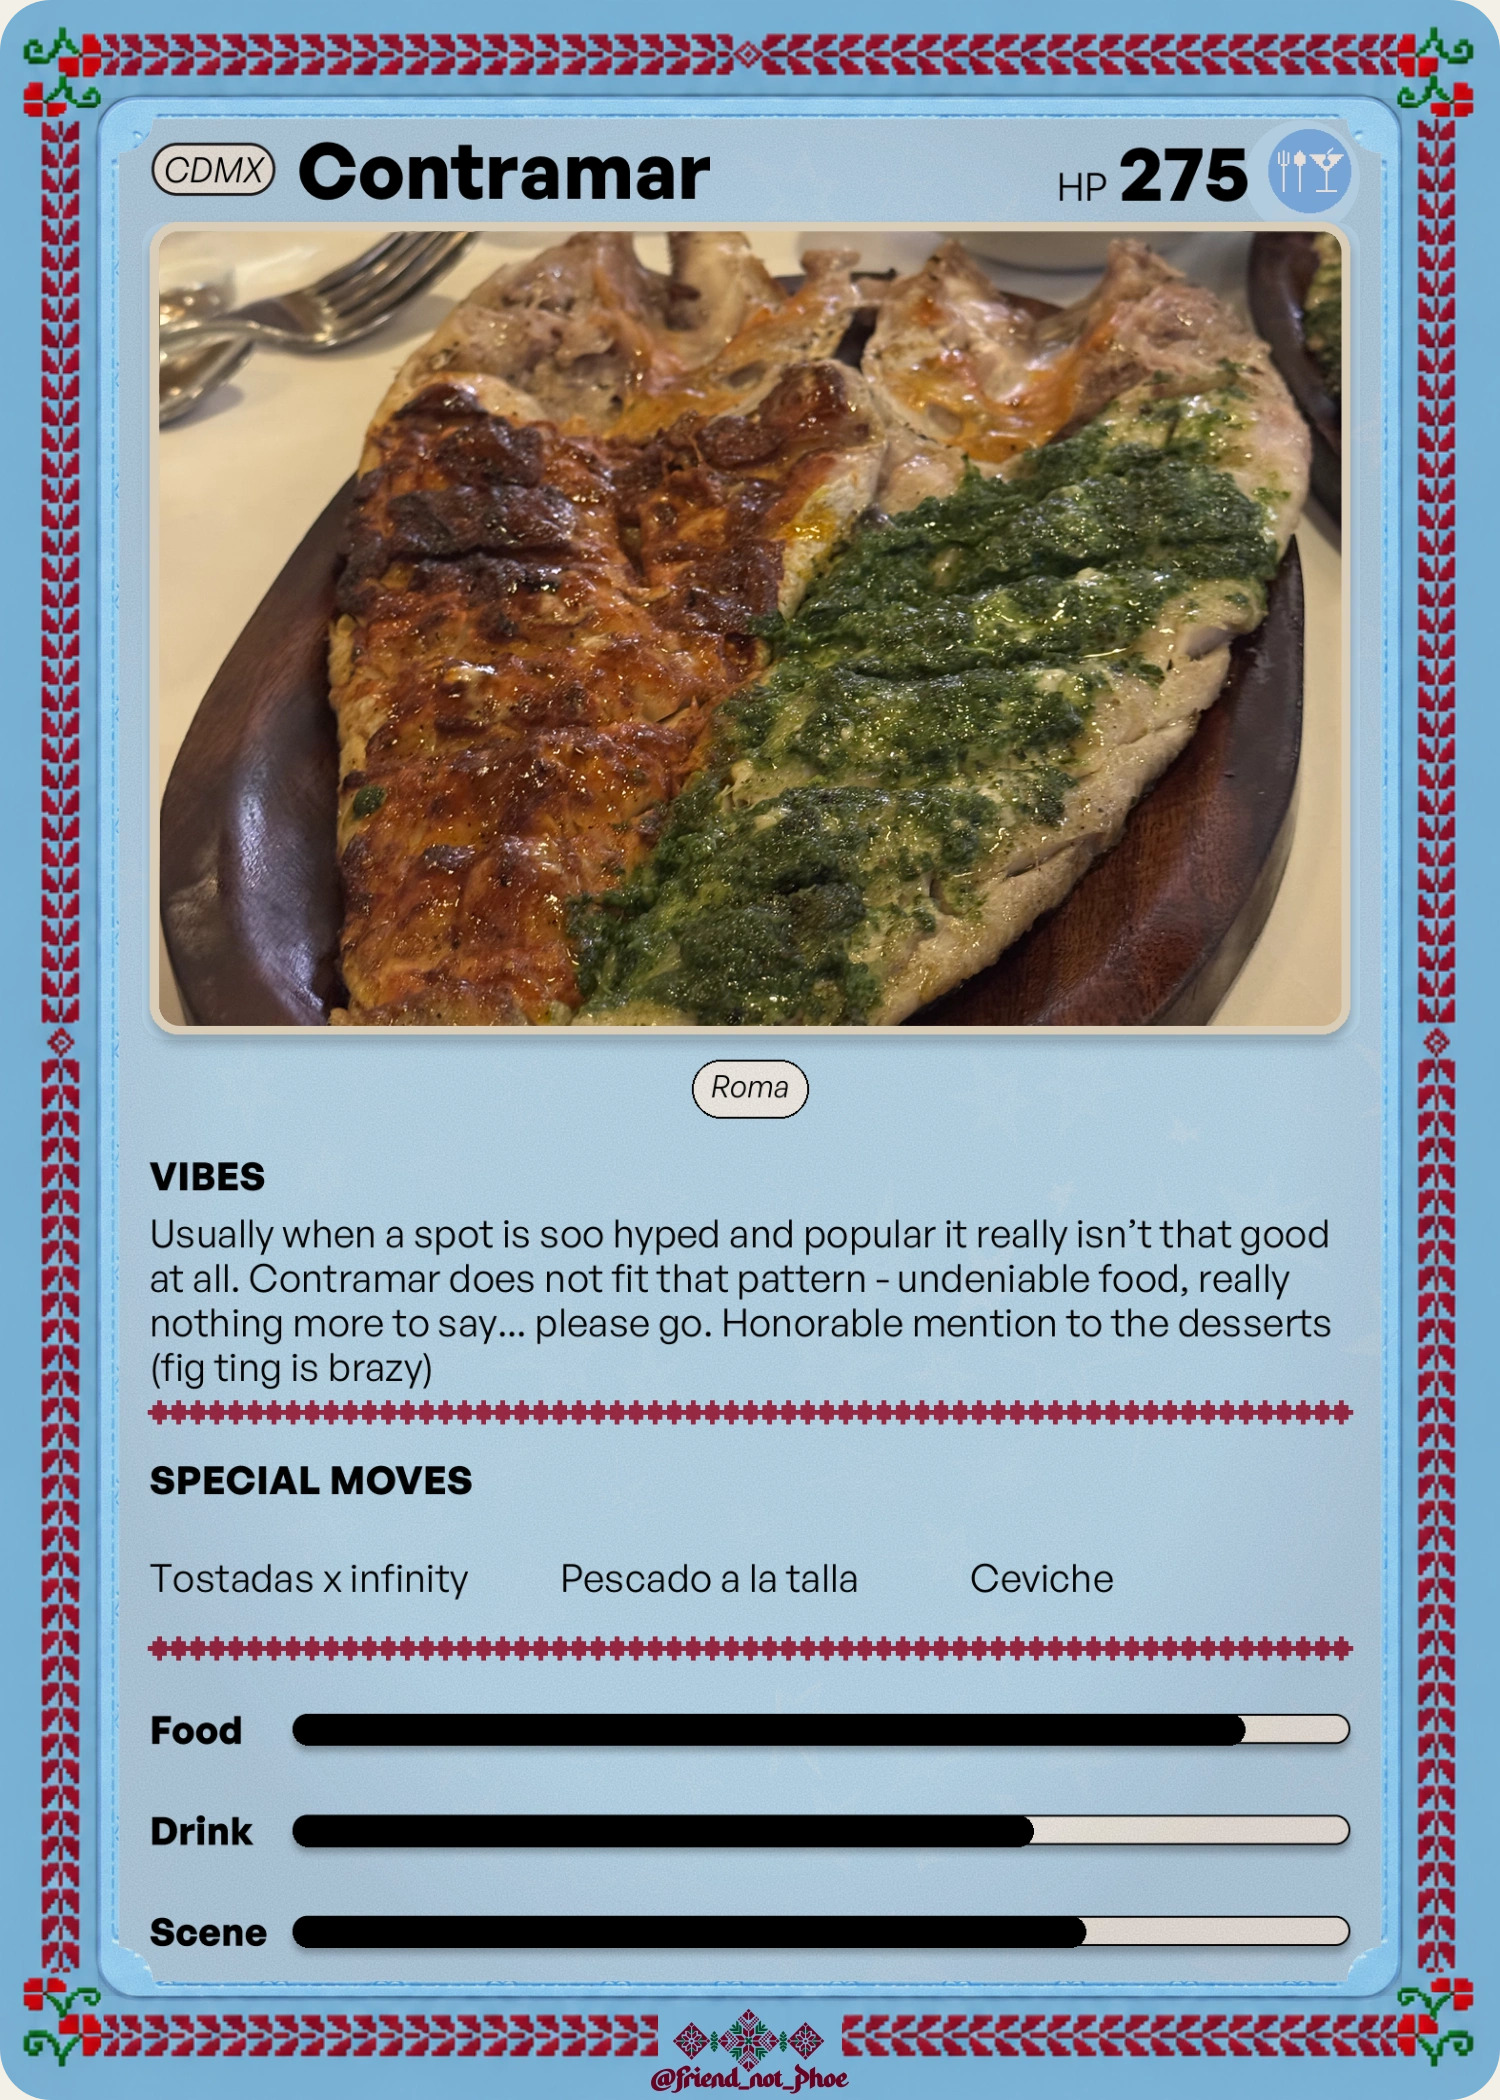 CDMX Contramar HP 275
Roma
VIBES
Usually when a spot is soo hyped and popular it really isn’t that good
at all. Contramar does not fit that pattern - undeniable food, really
nothing more to say... please go. Honorable mention to the desserts
(fig ting is brazy)
SPECIAL MOVES
Tostadas x infinity Pescado a la talla Ceviche
Food
Drink
Scene
@friend_not_phoe